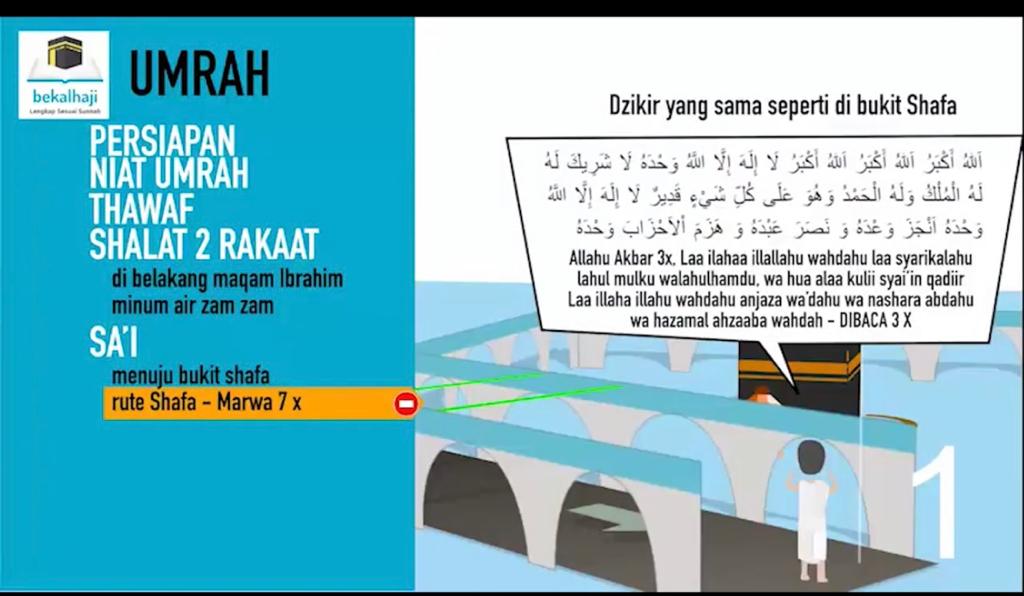 bekalhaji
Lengkap Sesuai Sunnah
UMRAH
PERSIAPAN
NIAT UMRAH
THAWAF
SHALAT 2 RAKAAT
di belakang maqam Ibrahim
minum air zam zam
SA'I
menuju bukit shafa
rute Shafa - Marwa 7 x
Dzikir yang sama seperti di bukit Shafa
اَللهُ أَكْبَرُ اَللهُ أَكْبَرُ اَللهُ أَكْبَرُ لَا إِلَهَ إِلَّا اللهُ وَحْدَهُ لَا شَرِيكَ لَهُ
لَهُ الْمُلْكُ وَلَهُ الْحَمْدُ وَهُوَ عَلَى كُلِّ شَيْءٍ قَدِيرٌ لَا إِلَهَ إِلَّا اللهُ
وَحْدَهُ أَنْجَزَ وَعْدَهُ وَ نَصَرَ عَبْدَهُ وَ هَزَمَ اْلأَحْزَابَ وَحْدَهُ
Allahu Akbar 3x, Laa ilahaa illallahu wahdahu laa syarikalahu
lahul mulku walahulhamdu, wa hua alaa kulii syai'in qadiir
Laa illaha illahu wahdahu anjaza wa'dahu wa nashara abdahu
wa hazamal ahzaaba wahdah - DIBACA 3 X
1